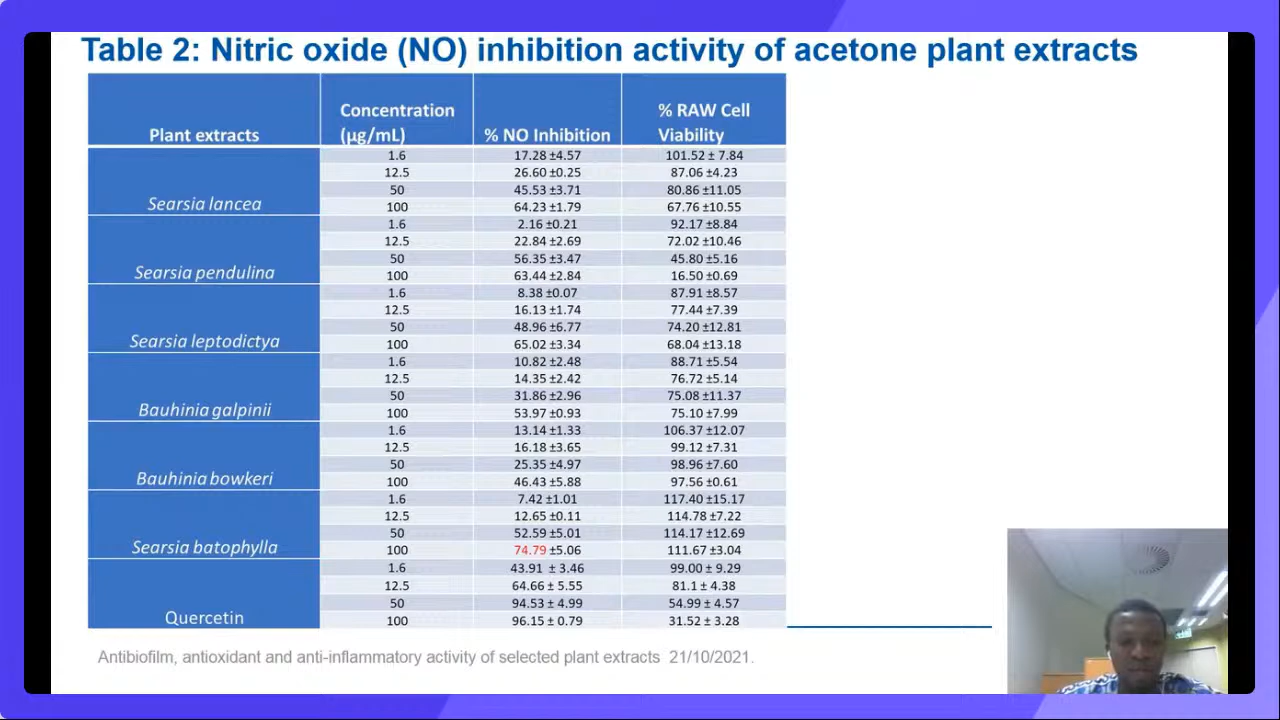 Table 2: Nitric oxide (NO) inhibition activity of acetone plant extracts
Plant extracts Concentration (µg/mL) % NO Inhibition % RAW Cell Viability
Searsia lancea 1.6 17.28 ±4.57 101.52 ± 7.84
12.5 26.60 ±0.25 87.06 ±4.23
50 45.53 ±3.71 80.86 ±11.05
100 64.23 ±1.79 67.76 ±10.55
Searsia pendulina 1.6 2.16 ±0.21 92.17 ±8.84
12.5 22.84 ±2.69 72.02 ±10.46
50 56.35 ±3.47 45.80 ±5.16
100 63.44 ±2.84 16.50 ±0.69
Searsia leptodictya 1.6 8.38 ±0.07 87.91 ±8.57
12.5 16.13 ±1.74 77.44 ±7.39
50 48.96 ±6.77 74.20 ±12.81
100 65.02 ±3.34 68.04 ±13.18
Bauhinia galpinii 1.6 10.82 ±2.48 88.71 ±5.54
12.5 14.35 ±2.42 76.72 ±5.14
50 31.86 ±2.96 75.08 ±11.37
100 53.97 ±0.93 75.10 ±7.99
Bauhinia bowkeri 1.6 13.14 ±1.33 106.37 ±12.07
12.5 16.18 ±3.65 99.12 ±7.31
50 25.35 ±4.97 98.96 ±7.60
100 46.43 ±5.88 97.56 ±0.61
Searsia batophylla 1.6 7.42 ±1.01 117.40 ±15.17
12.5 12.65 ±0.11 114.78 ±7.22
50 52.59 ±5.01 114.17 ±12.69
100 74.79 ±5.06 111.67 ±3.04
Quercetin 1.6 43.91 ± 3.46 99.00 ± 9.29
12.5 64.66 ± 5.55 81.1 ± 4.38
50 94.53 ± 4.99 54.99 ± 4.57
100 96.15 ± 0.79 31.52 ± 3.28
Antibiofilm, antioxidant and anti-inflammatory activity of selected plant extracts 21/10/2021.